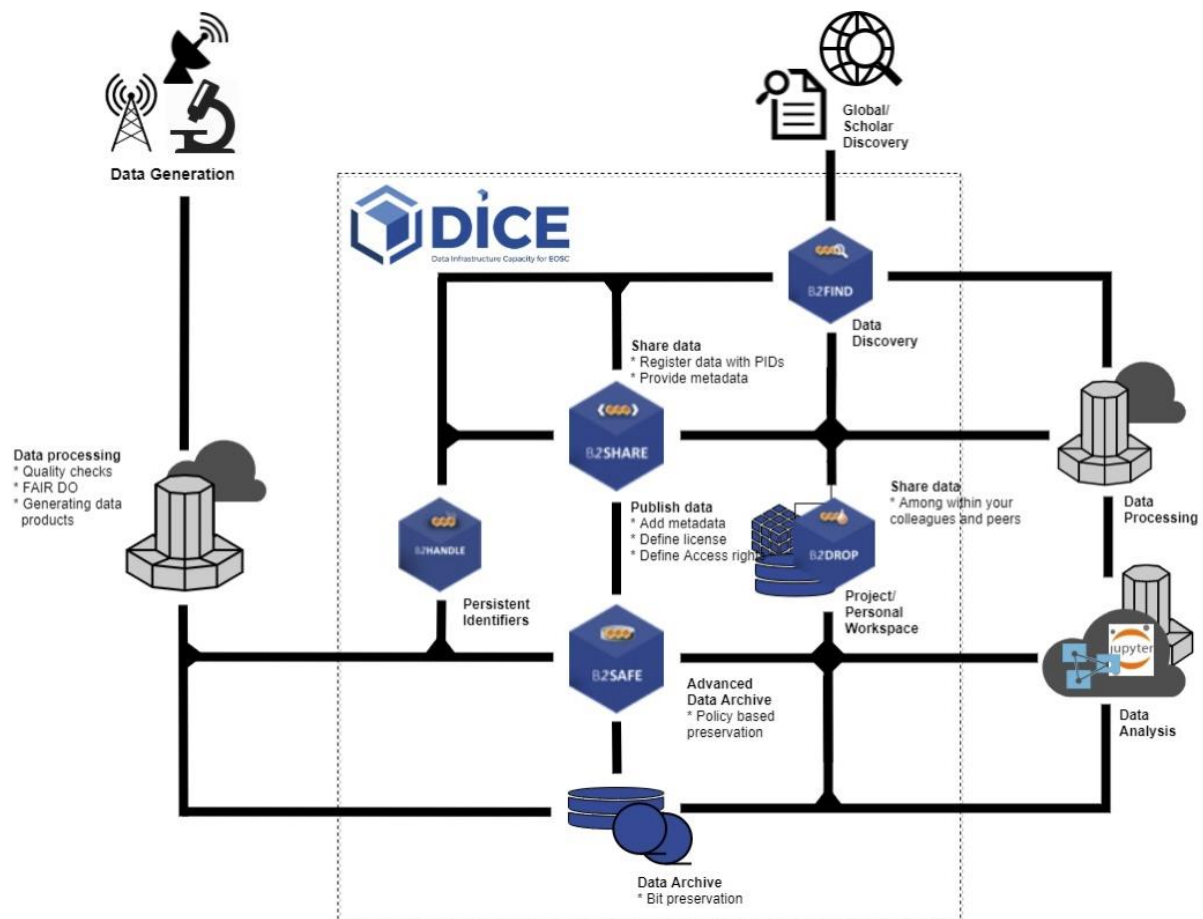 Global/
Scholar
Discovery
Data Generation
DICE
Data Infrastructure Capacity for EOSC
B2FIND
Data
Discovery
Share data
* Register data with PIDs
* Provide metadata
B2SHARE
Data processing
* Quality checks
* FAIR DO
* Generating data
products
Share data
* Among within your
colleagues and peers
Data
Processing
Publish data
* Add metadata
* Define license
* Define Access right
B2HANDLE
B2DROP
Persistent
Identifiers
Project/
Personal
Workspace
jupyter
B2SAFE
Advanced
Data Archive
* Policy based
preservation
Data
Analysis
Data Archive
* Bit preservation